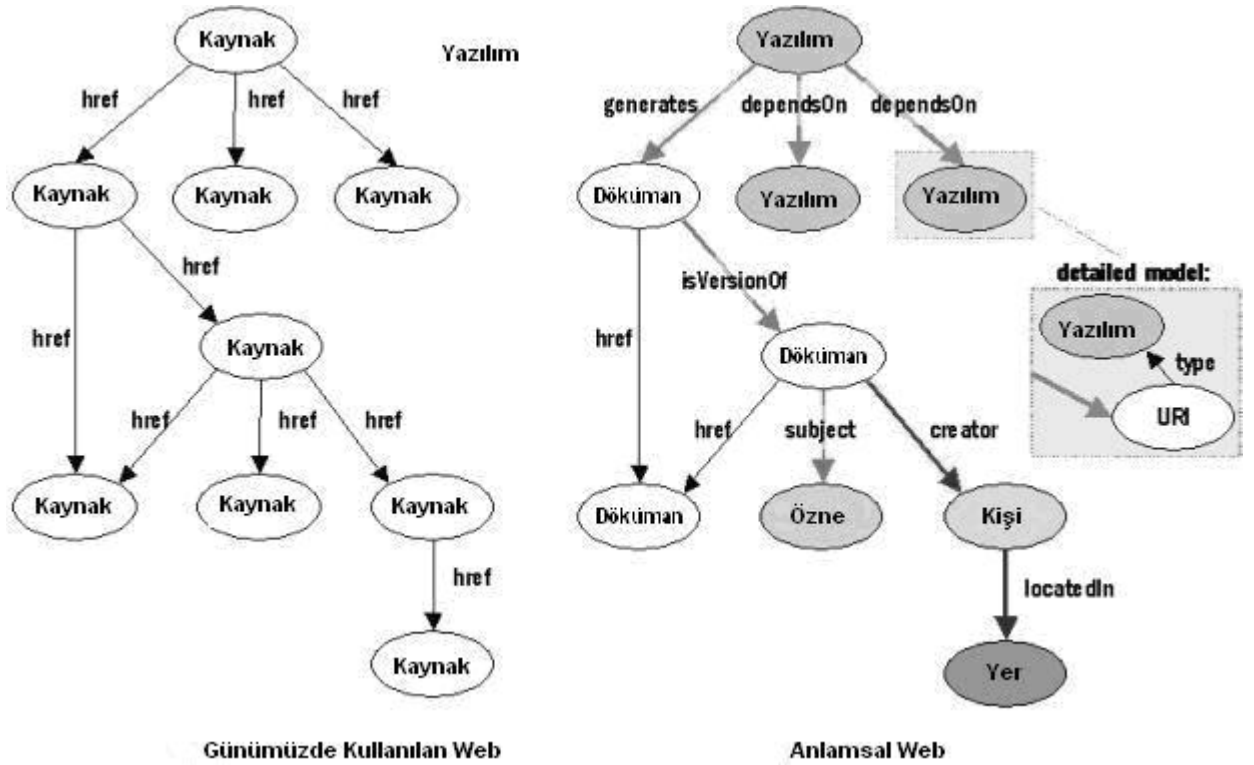 Kaynak
Yazılım
href
href
href
Kaynak
Kaynak
Kaynak
href
href
Kaynak
href
href
href
Kaynak
Kaynak
Kaynak
href
Kaynak
Günümüzde Kullanılan Web
Yazılım
generates
dependsOn
dependsOn
Döküman
Yazılım
Yazılım
isVersionOf
href
detailed model:
Yazılım
type
URI
Döküman
href
subject
creator
Döküman
Özne
Kişi
locatedIn
Yer
Anlamsal Web